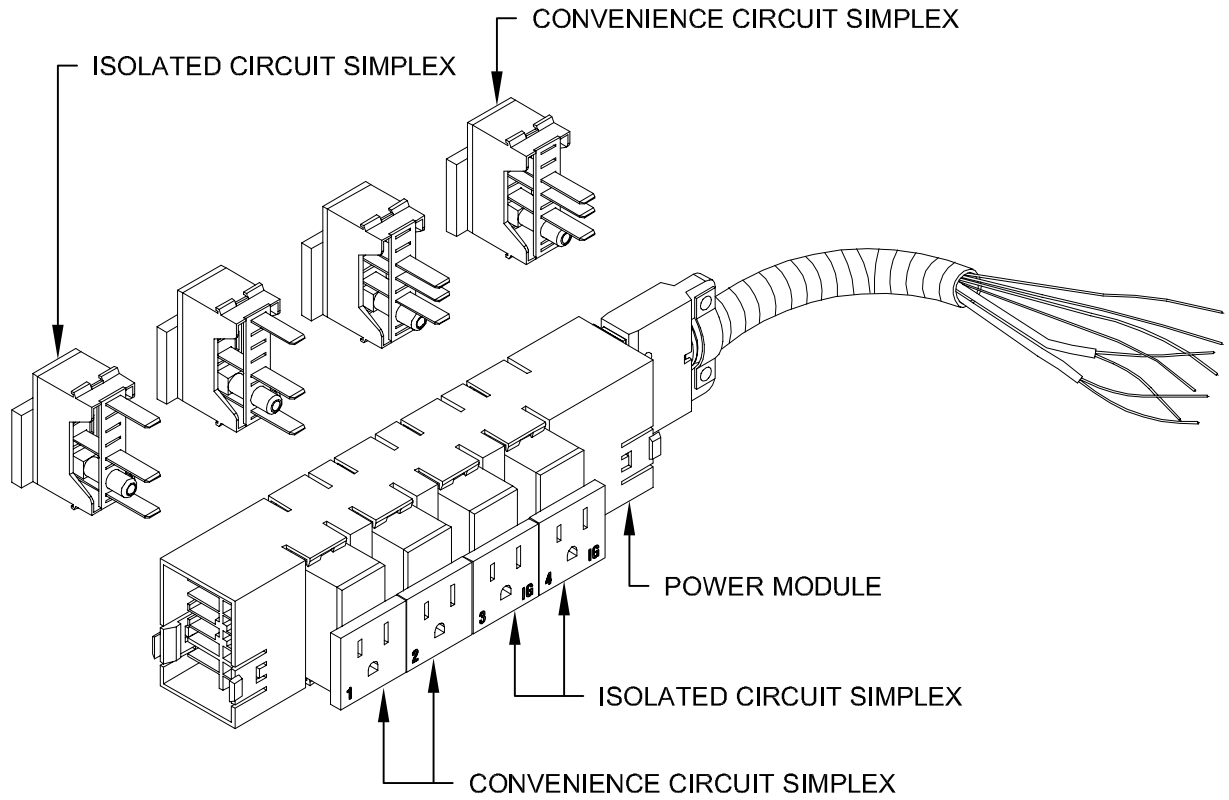 CONVENIENCE CIRCUIT SIMPLEX
ISOLATED CIRCUIT SIMPLEX
4 IG
3 IG
2
1
POWER MODULE
ISOLATED CIRCUIT SIMPLEX
CONVENIENCE CIRCUIT SIMPLEX